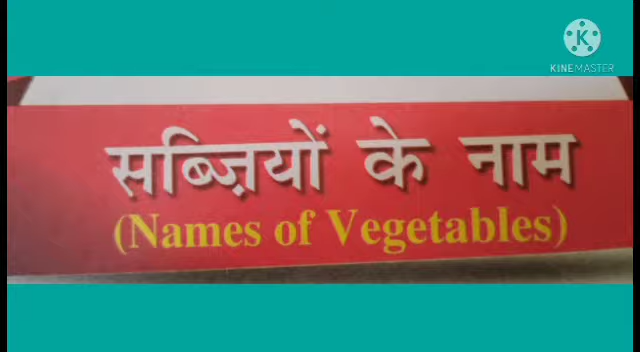 K
KINEMASTER
सब्ज़ियों के नाम
(Names of Vegetables)